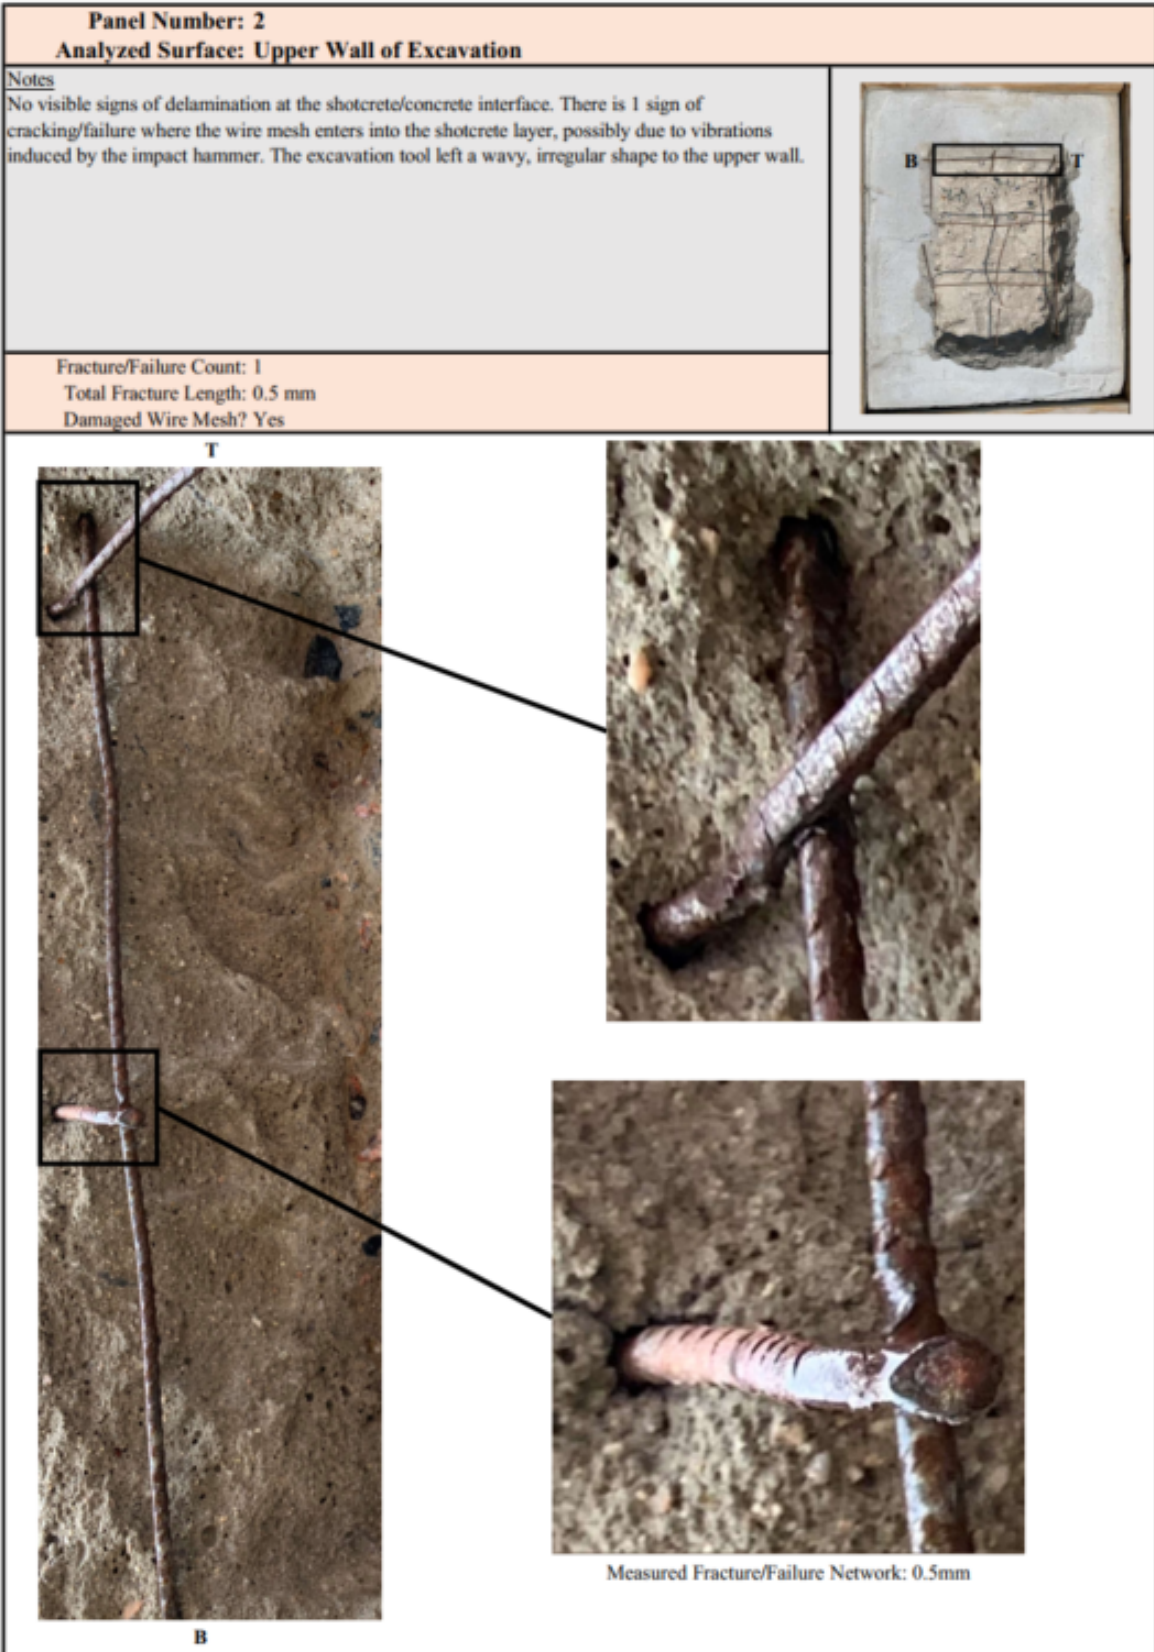 Panel Number: 2
Analyzed Surface: Upper Wall of Excavation
Notes
No visible signs of delamination at the shotcrete/concrete interface. There is 1 sign of
cracking/failure where the wire mesh enters into the shotcrete layer, possibly due to vibrations
induced by the impact hammer. The excavation tool left a wavy, irregular shape to the upper wall.
B
T
Fracture/Failure Count: 1
Total Fracture Length: 0.5 mm
Damaged Wire Mesh? Yes
T
Measured Fracture/Failure Network: 0.5mm
B